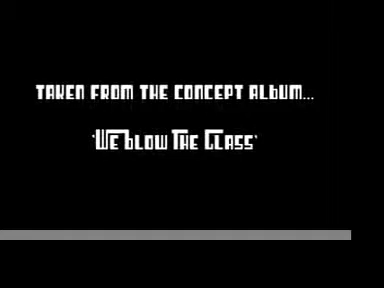 TAKEN FROM THE CONCEPT ALBUM...
'WE BLOW THE GLASS'